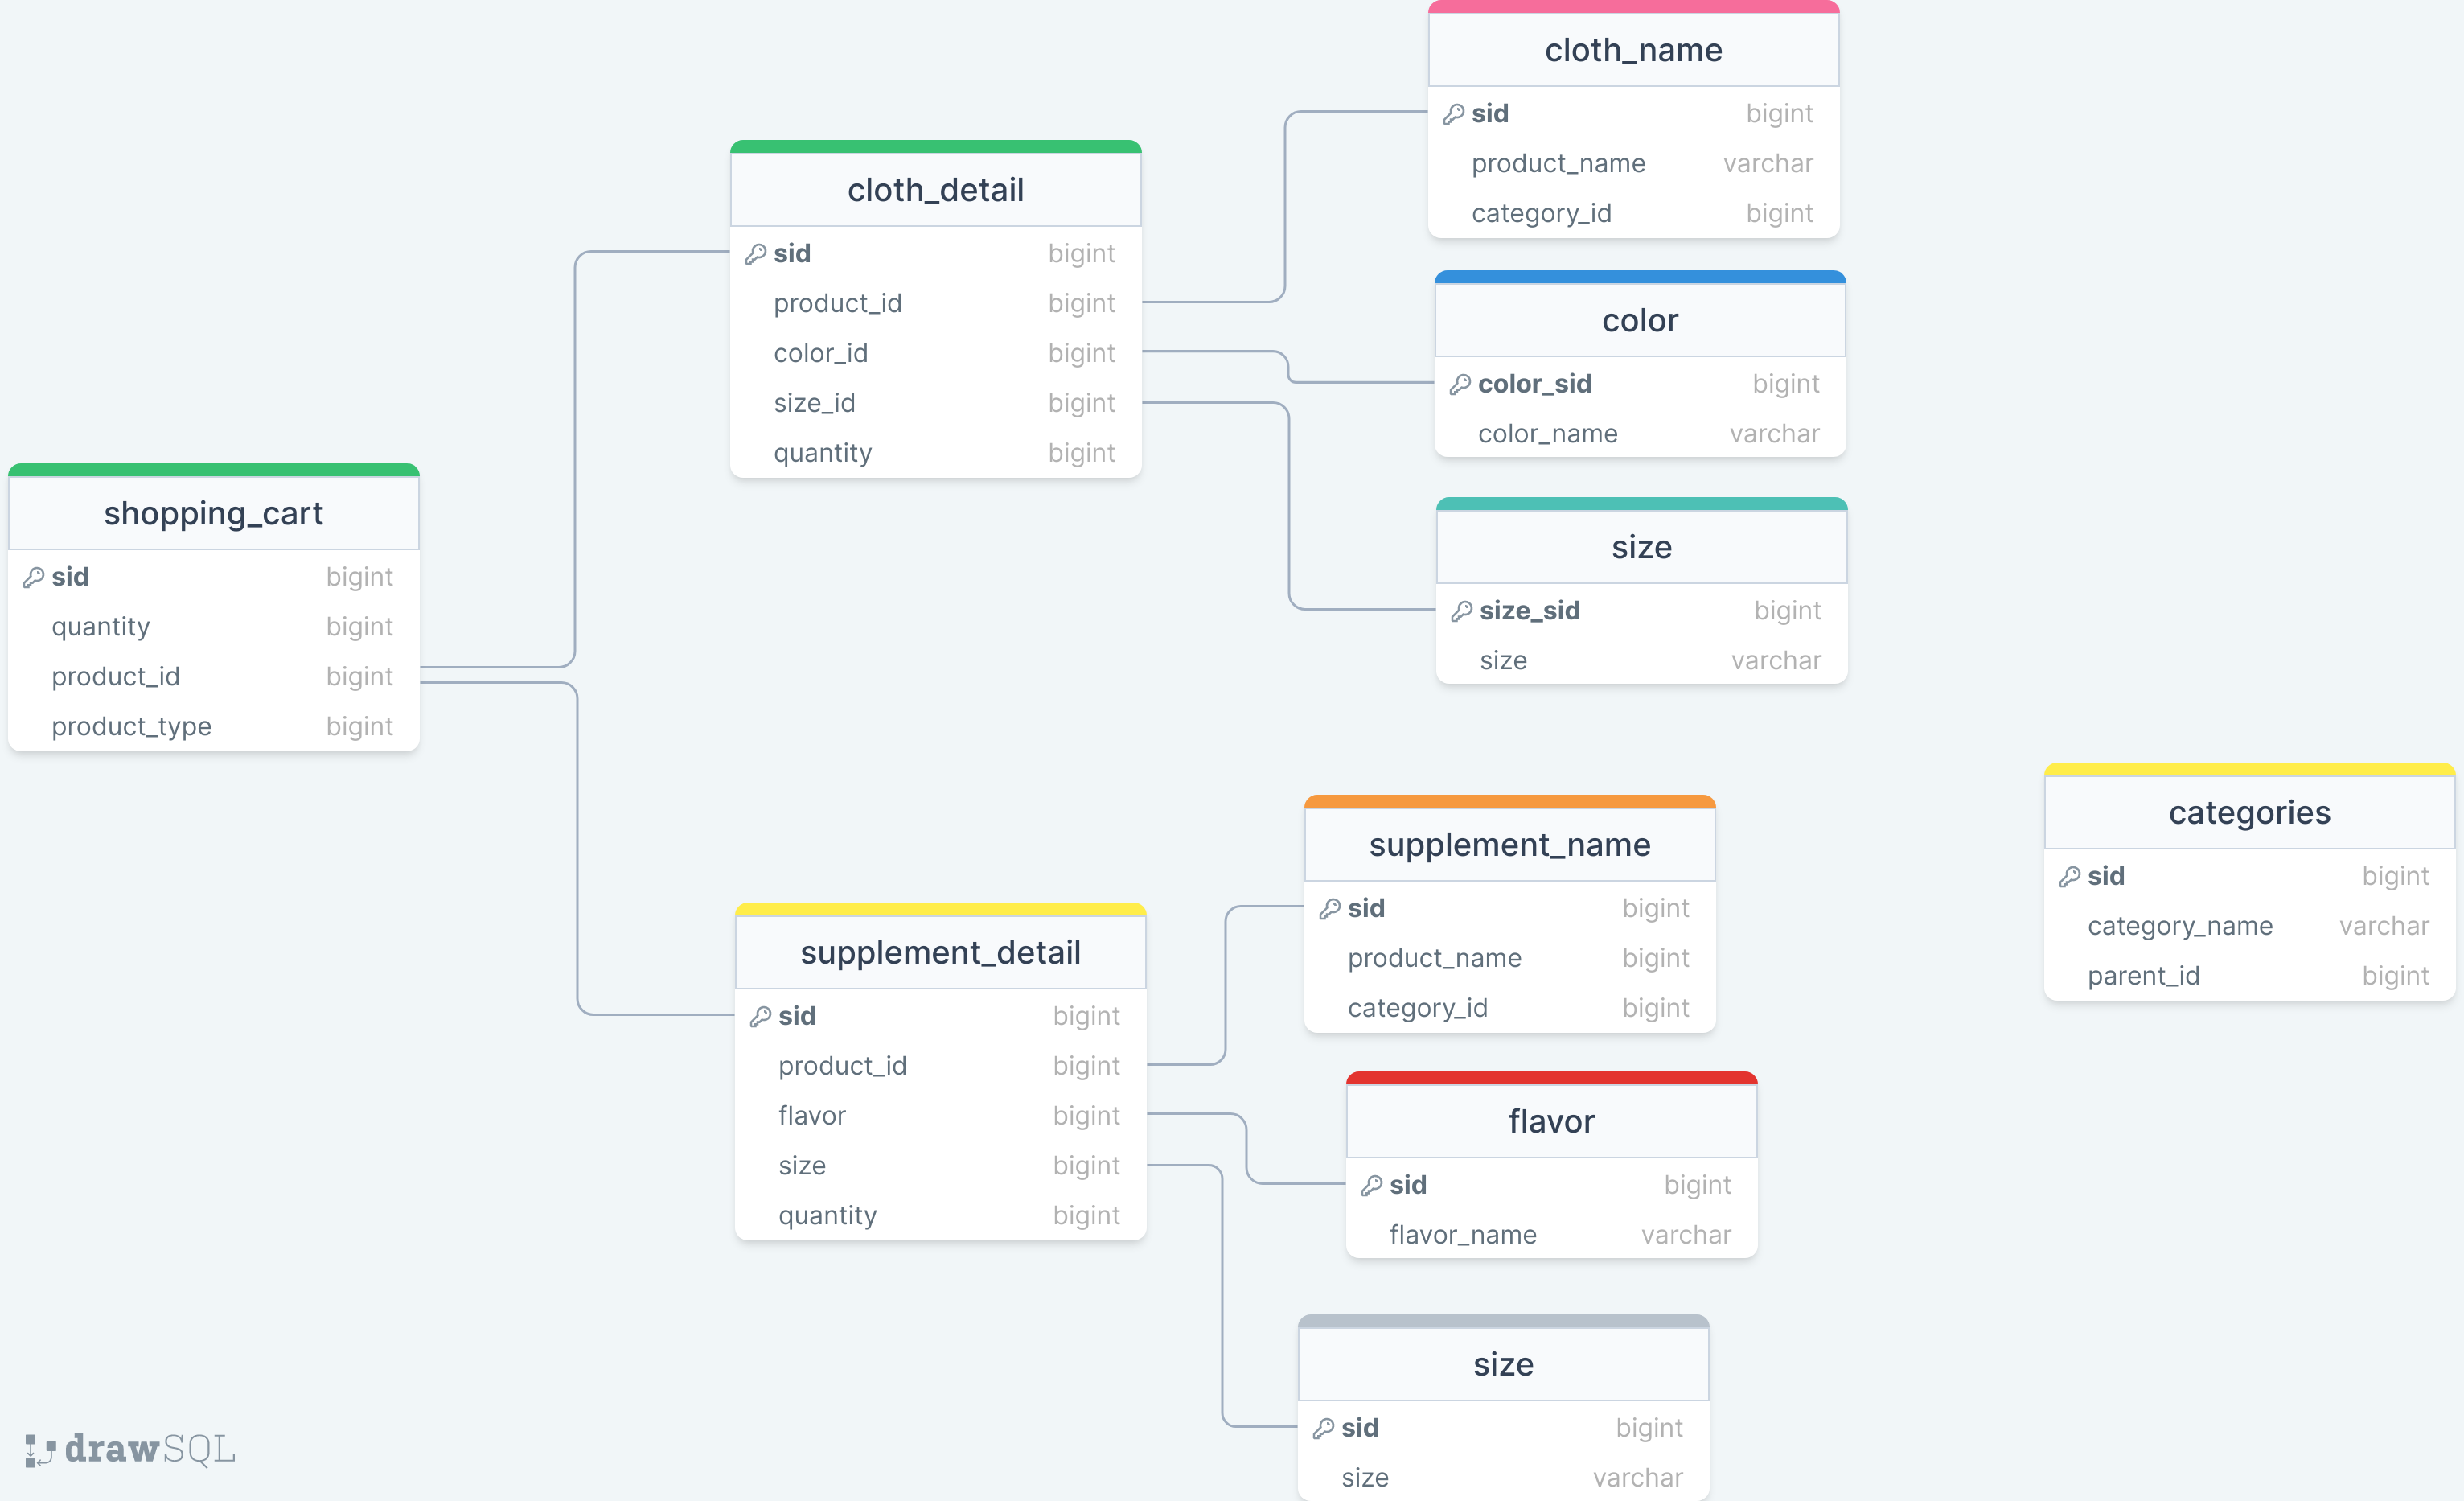 cloth_name
sid bigint
product_name varchar
category_id bigint
cloth_detail
sid bigint
product_id bigint
color_id bigint
size_id bigint
quantity bigint
color
color_sid bigint
color_name varchar
shopping_cart
sid bigint
quantity bigint
product_id bigint
product_type bigint
size
size_sid bigint
size varchar
categories
sid bigint
category_name varchar
parent_id bigint
supplement_name
sid bigint
product_name bigint
category_id bigint
supplement_detail
sid bigint
product_id bigint
flavor bigint
size bigint
quantity bigint
flavor
sid bigint
flavor_name varchar
size
sid bigint
size varchar
drawSQL